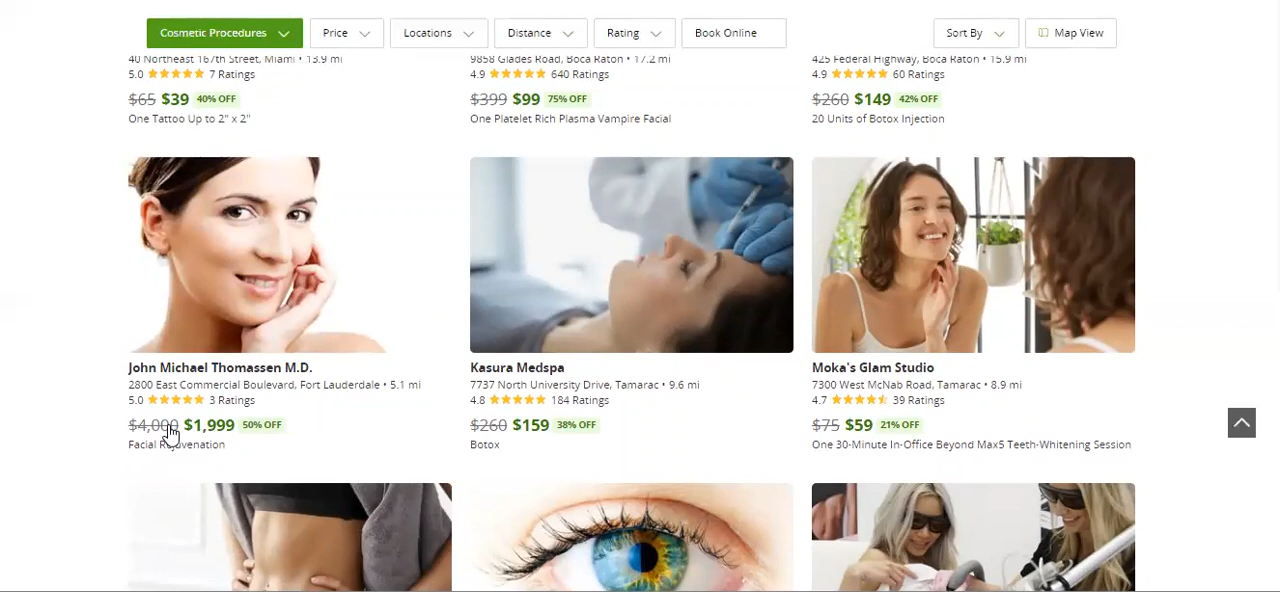 Cosmetic Procedures
Price
Locations
Distance
Rating
Book Online
Sort By
Map View
40 Northeast 167th Street, Miami • 13.9 mi
5.0 7 Ratings
$65 $39 40% OFF
One Tattoo Up to 2" x 2"
9858 Glades Road, Boca Raton • 17.2 mi
4.9 640 Ratings
$399 $99 75% OFF
One Platelet Rich Plasma Vampire Facial
425 Federal Highway, Boca Raton • 15.9 mi
4.9 60 Ratings
$260 $149 42% OFF
20 Units of Botox Injection
John Michael Thomassen M.D.
2800 East Commercial Boulevard, Fort Lauderdale • 5.1 mi
5.0 3 Ratings
$4,000 $1,999 50% OFF
Facial Rejuvenation
Kasura Medspa
7737 North University Drive, Tamarac • 9.6 mi
4.8 184 Ratings
$260 $159 38% OFF
Botox
Moka's Glam Studio
7300 West McNab Road, Tamarac • 8.9 mi
4.7 39 Ratings
$75 $59 21% OFF
One 30-Minute In-Office Beyond Max5 Teeth-Whitening Session